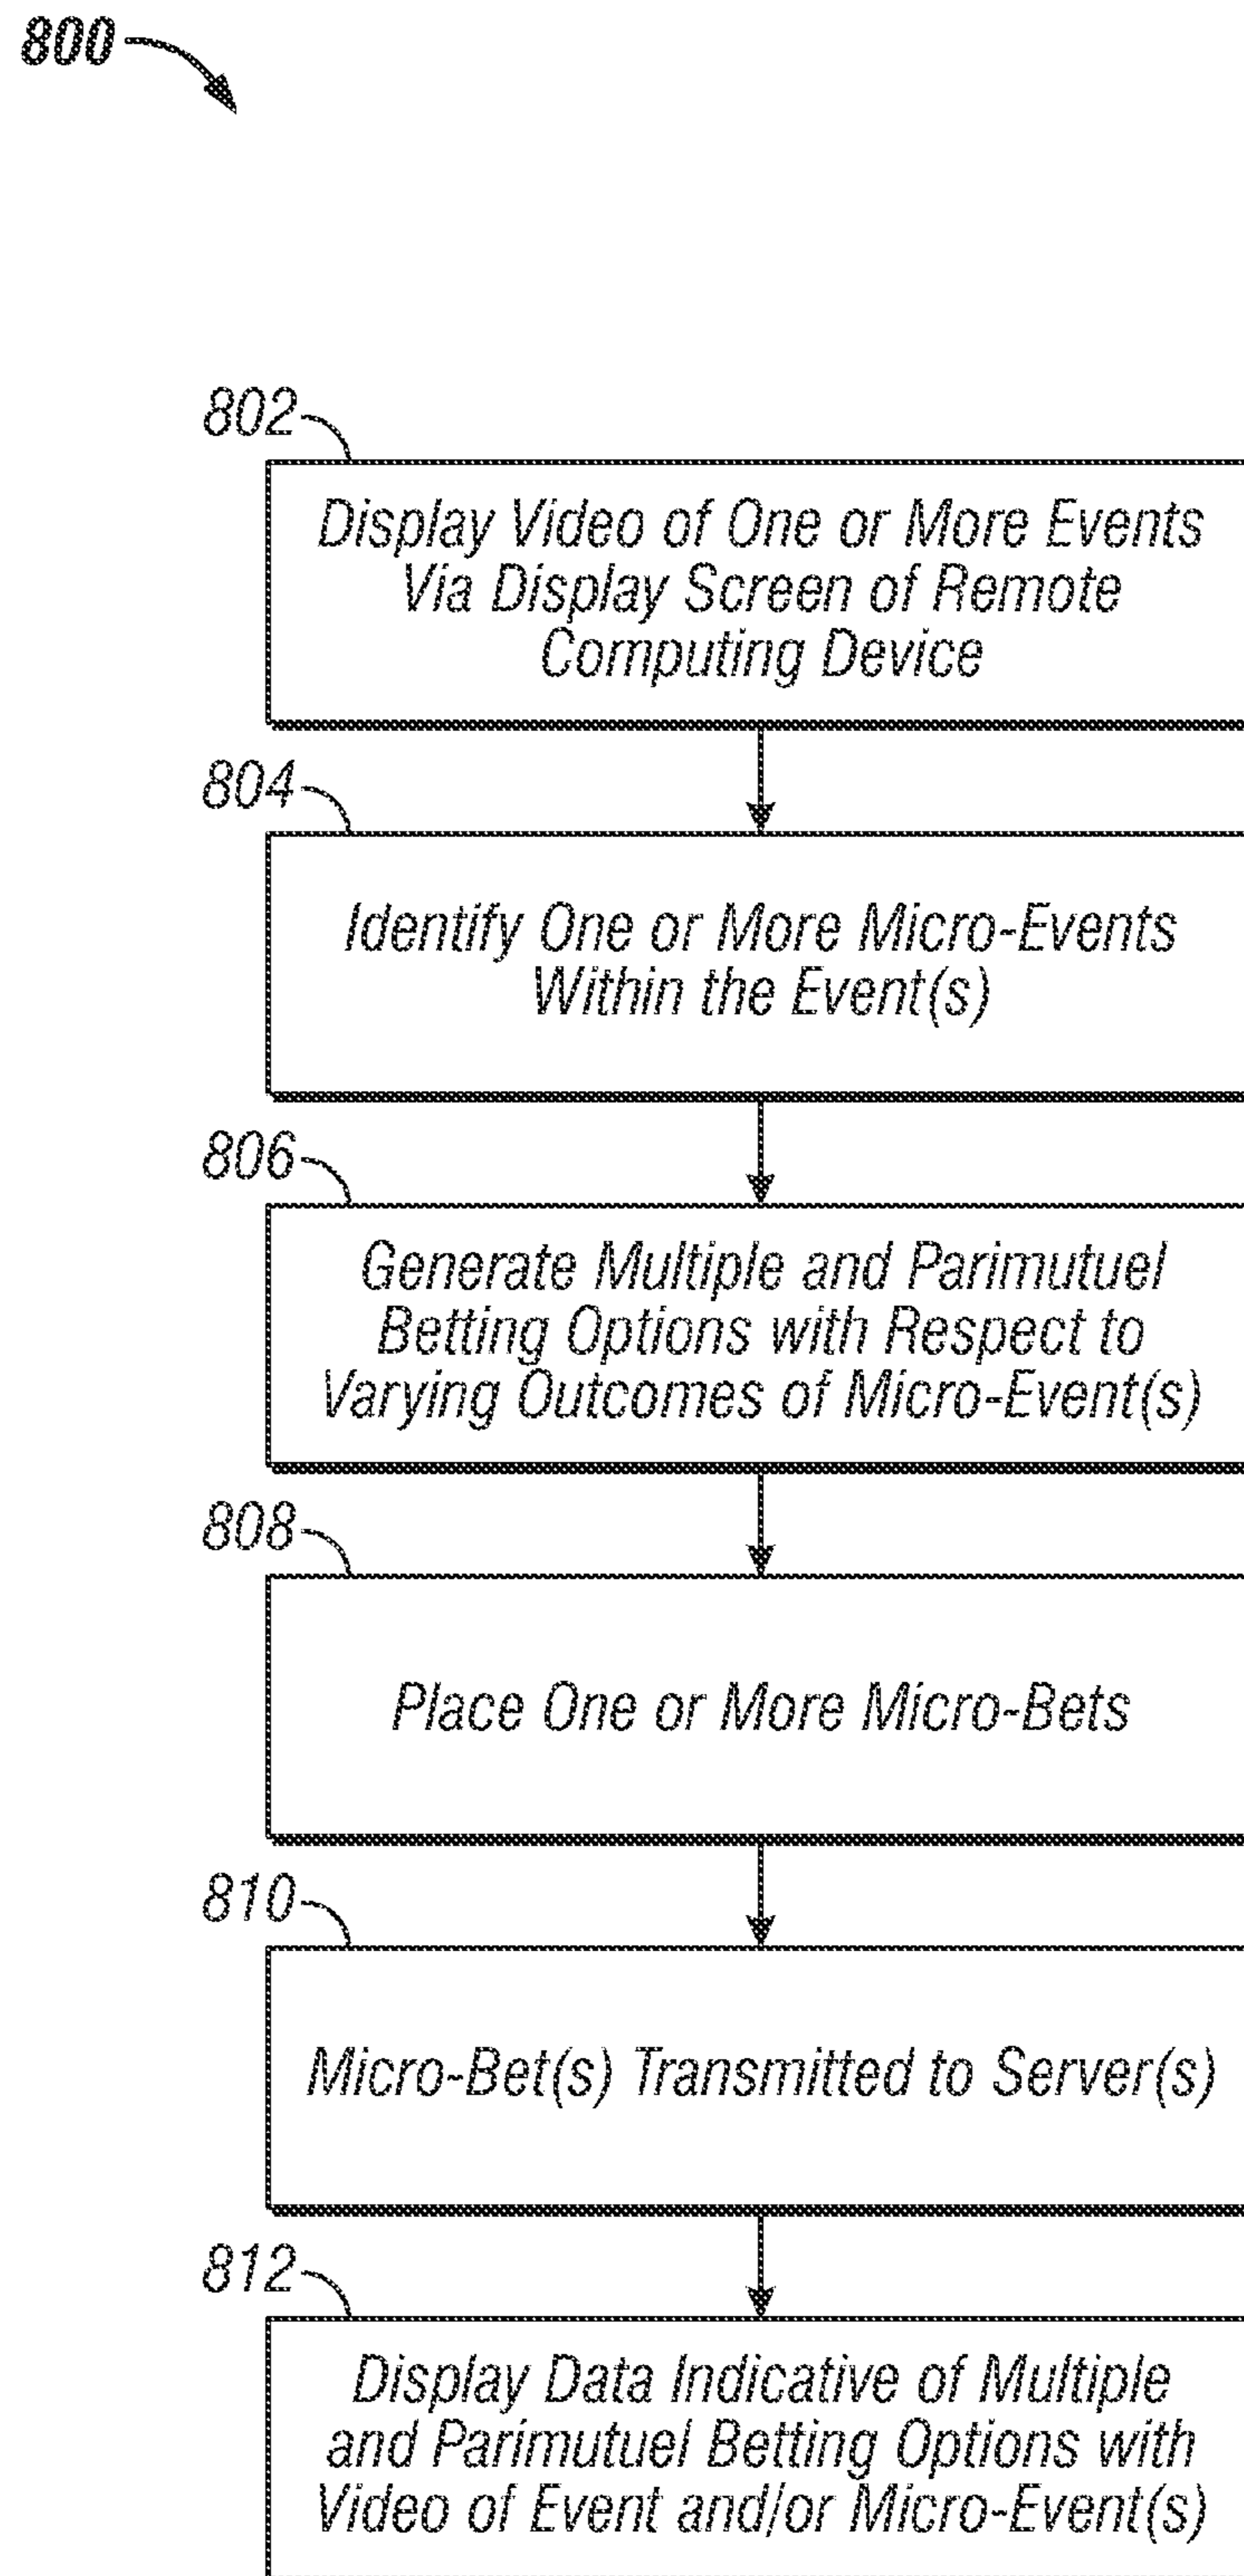 800
802
Display Video of One or More Events
Via Display Screen of Remote
Computing Device
804
Identify One or More Micro-Events
Within the Event(s)
806
Generate Multiple and Parimutuel
Betting Options with Respect to
Varying Outcomes of Micro-Event(s)
808
Place One or More Micro-Bets
810
Micro-Bet(s) Transmitted to Server(s)
812
Display Data Indicative of Multiple
and Parimutuel Betting Options with
Video of Event and/or Micro-Event(s)